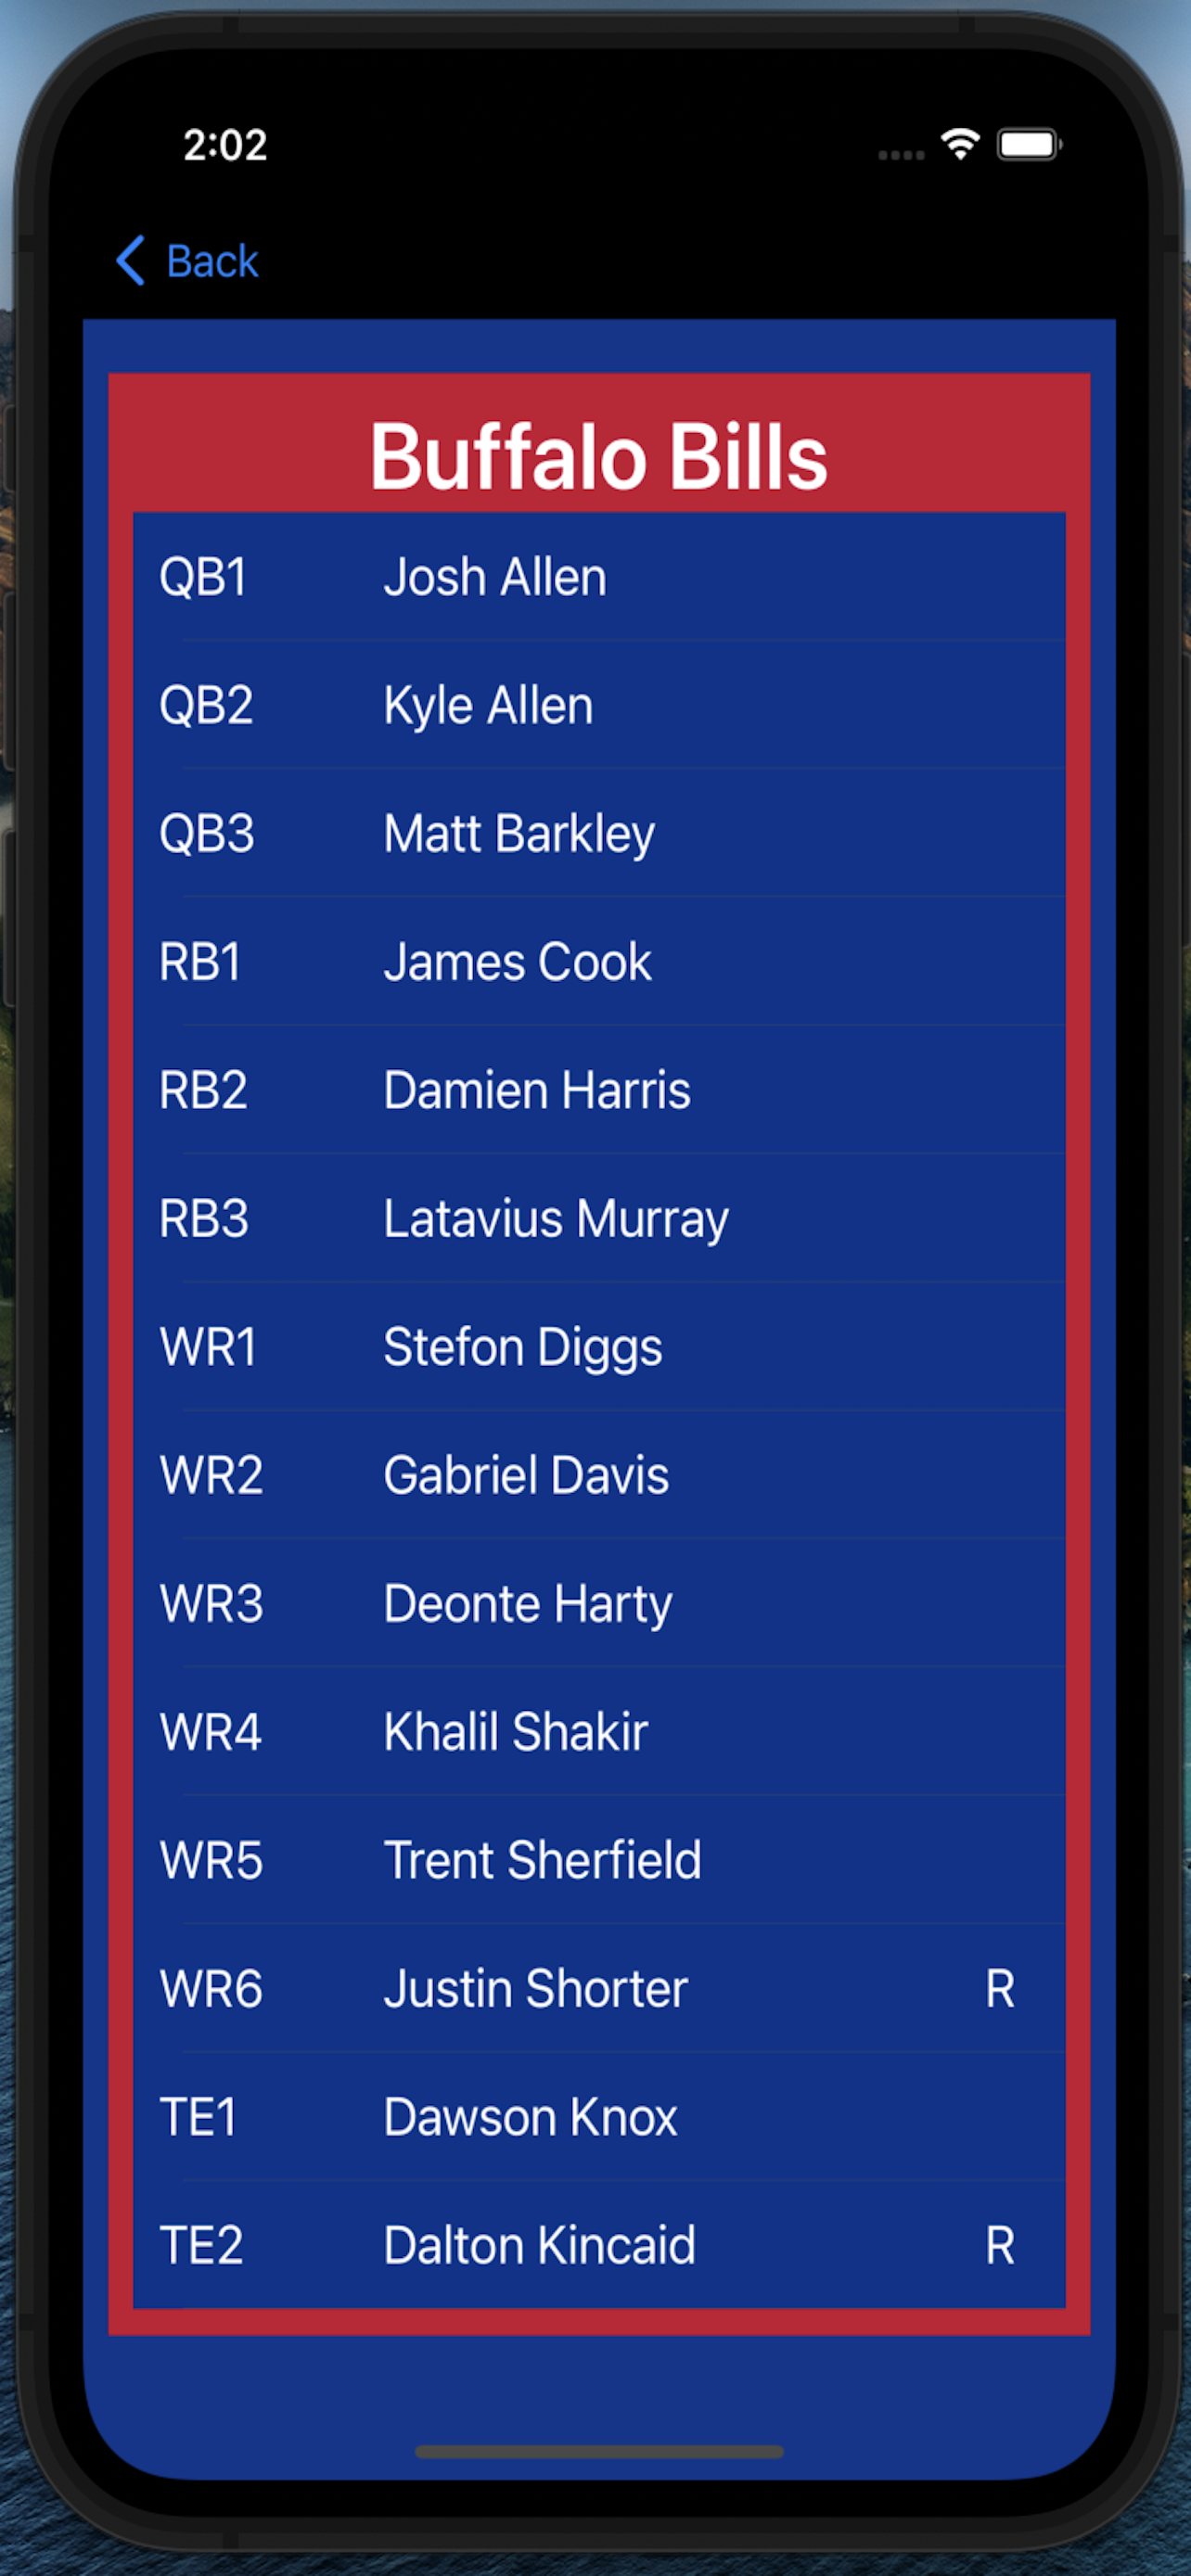 2:02
Back
Buffalo Bills
QB1 Josh Allen
QB2 Kyle Allen
QB3 Matt Barkley
RB1 James Cook
RB2 Damien Harris
RB3 Latavius Murray
WR1 Stefon Diggs
WR2 Gabriel Davis
WR3 Deonte Harty
WR4 Khalil Shakir
WR5 Trent Sherfield
WR6 Justin Shorter R
TE1 Dawson Knox
TE2 Dalton Kincaid R